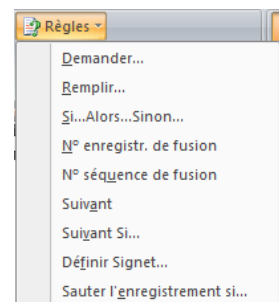 Règles
Demander...
Remplir...
Si...Alors...Sinon...
N° enregistr. de fusion
N° séquence de fusion
Suivant
Suivant Si...
Définir Signet...
Sauter l'enregistrement si...